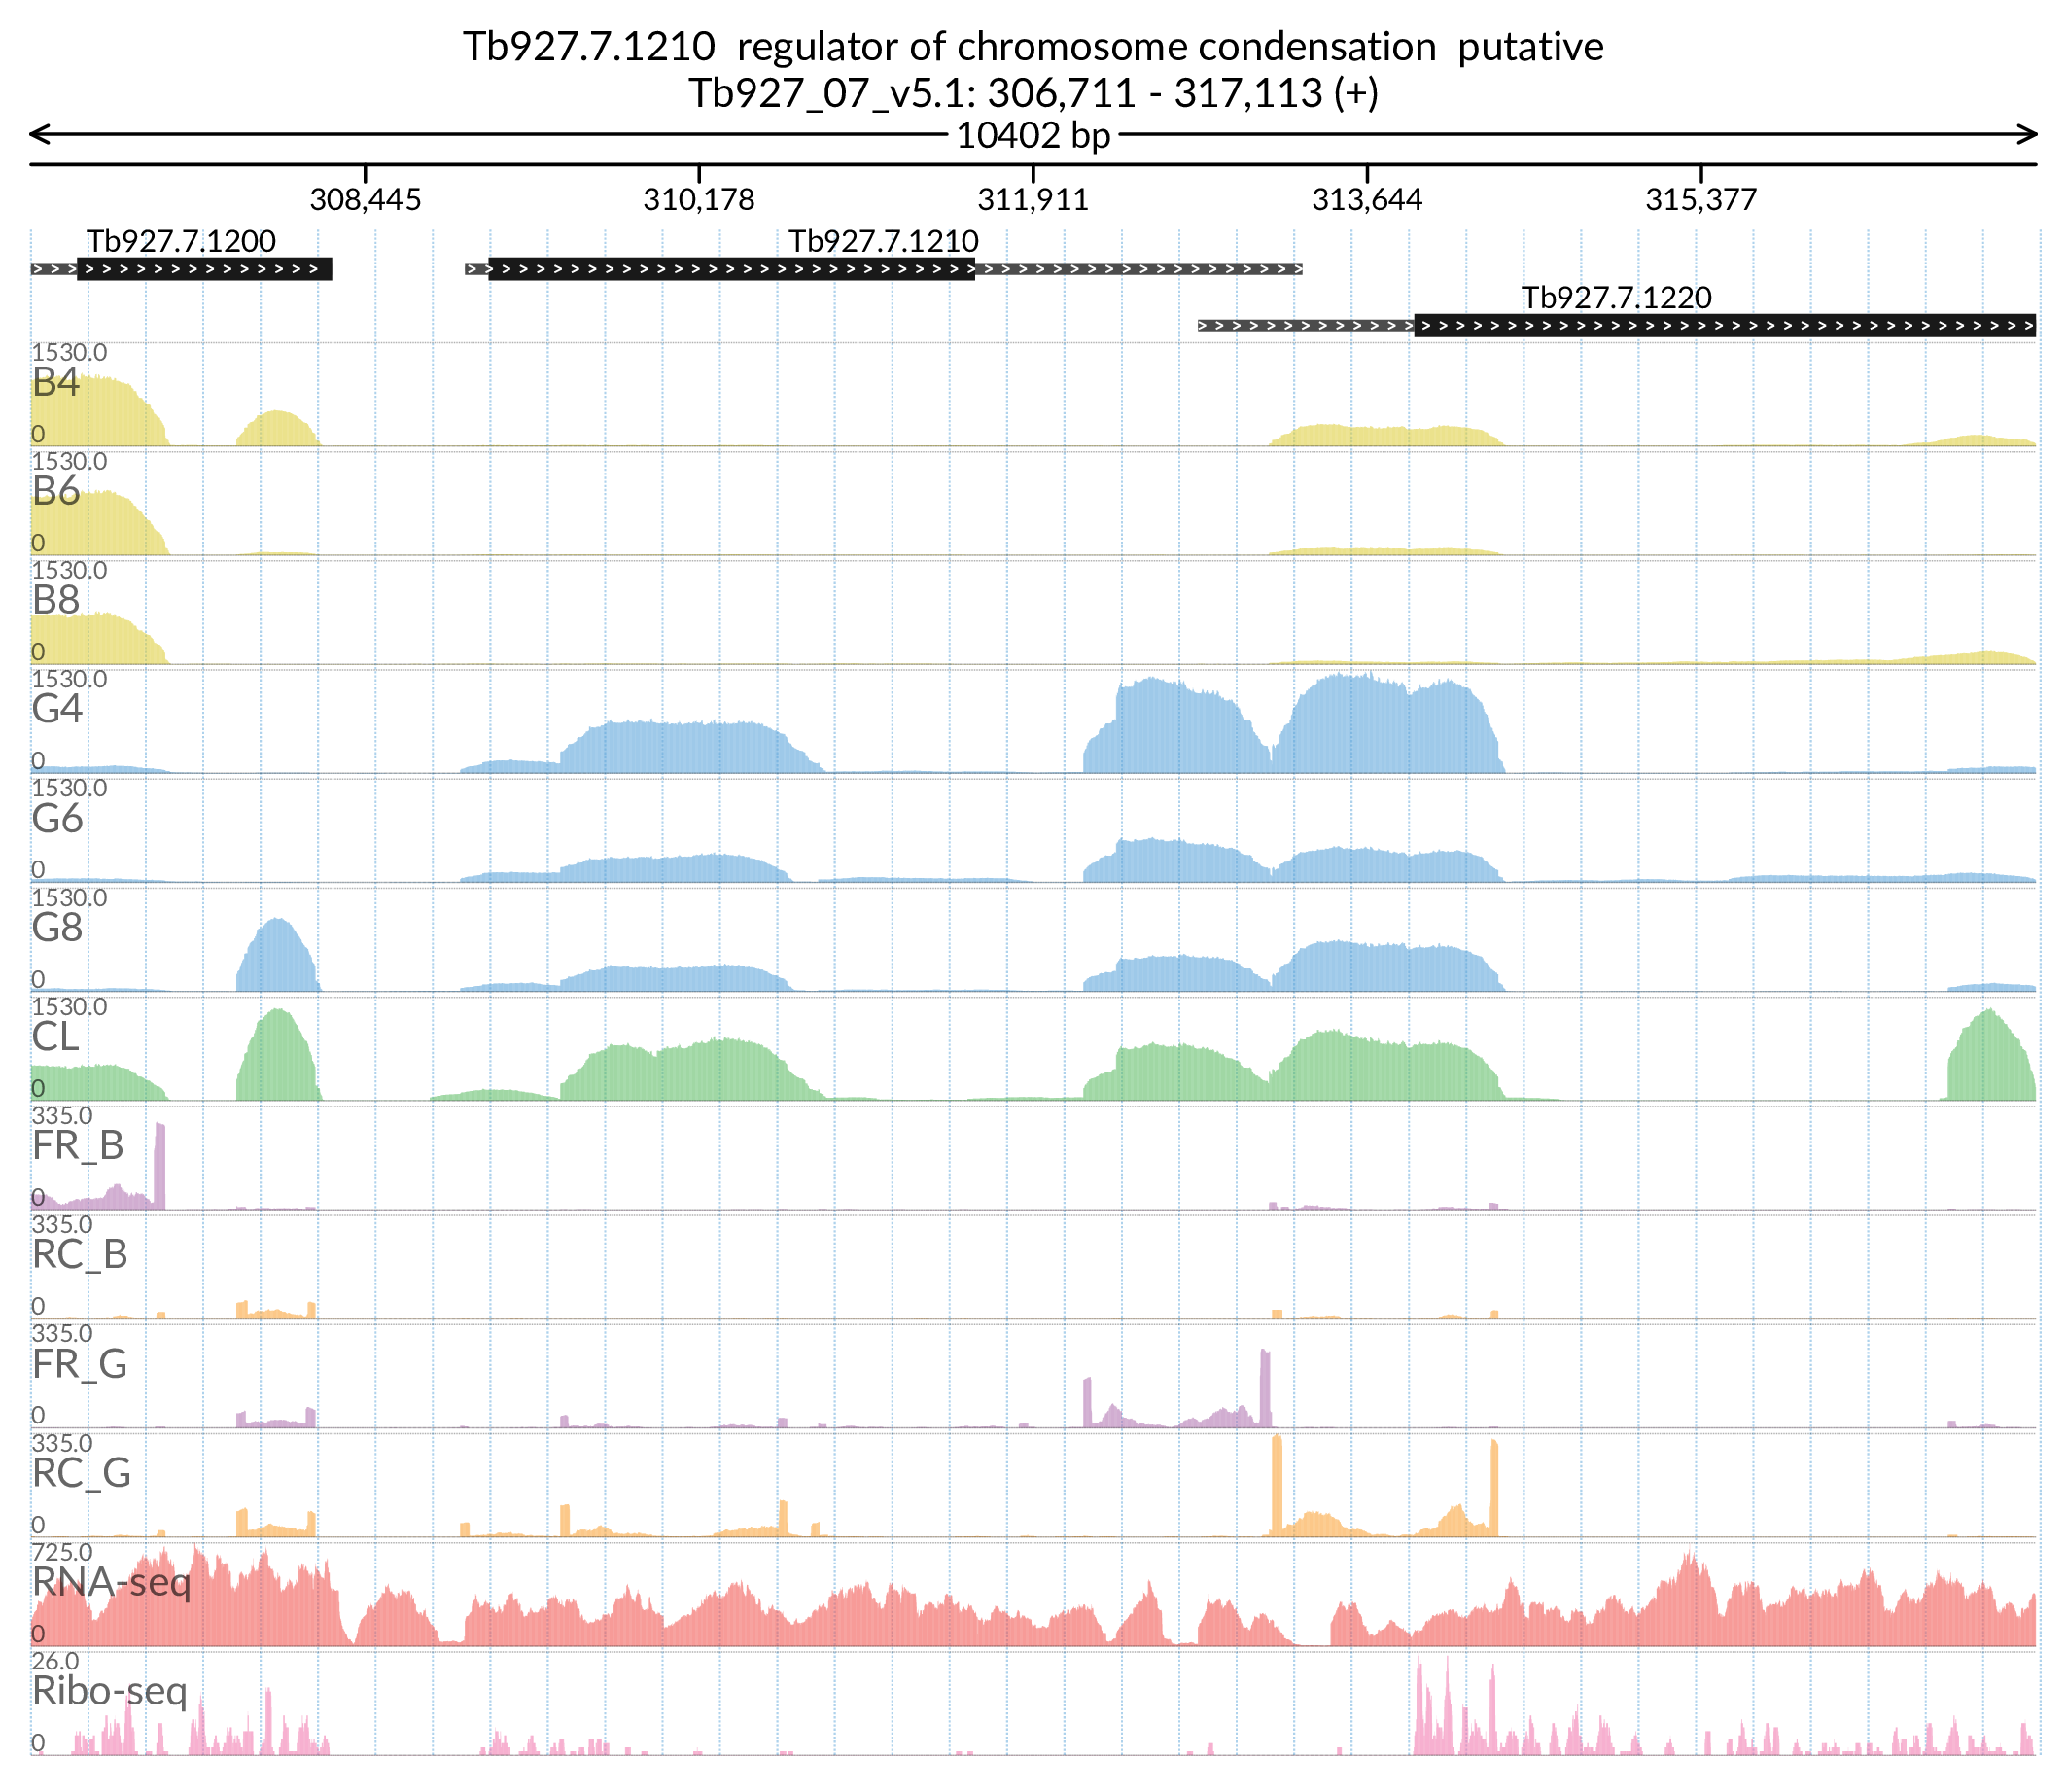 Tb927.7.1210 regulator of chromosome condensation putative
Tb927_07_v5.1: 306,711 - 317,113 (+)
10402 bp
308,445 310,178 311,911 313,644 315,377
Tb927.7.1200 Tb927.7.1210
Tb927.7.1220
1530.0
B4
0
1530.0
B6
0
1530.0
B8
0
1530.0
G4
0
1530.0
G6
0
1530.0
G8
0
1530.0
CL
0
335.0
FR_B
0
335.0
RC_B
0
335.0
FR_G
0
335.0
RC_G
0
725.0
RNA-seq
0
26.0
Ribo-seq
0